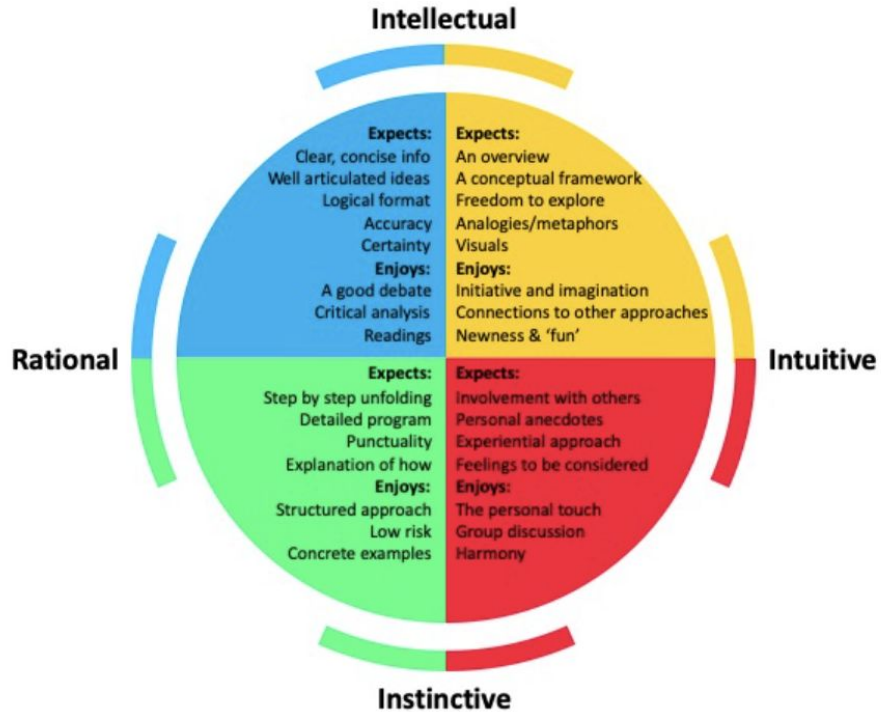 Intellectual
Expects:
Clear, concise info
Well articulated ideas
Logical format
Accuracy
Certainty
Enjoys:
A good debate
Critical analysis
Readings
Expects:
An overview
A conceptual framework
Freedom to explore
Analogies/metaphors
Visuals
Enjoys:
Initiative and imagination
Connections to other approaches
Newness & ‘fun’
Rational
Intuitive
Expects:
Step by step unfolding
Detailed program
Punctuality
Explanation of how
Enjoys:
Structured approach
Low risk
Concrete examples
Expects:
Involvement with others
Personal anecdotes
Experiential approach
Feelings to be considered
Enjoys:
The personal touch
Group discussion
Harmony
Instinctive